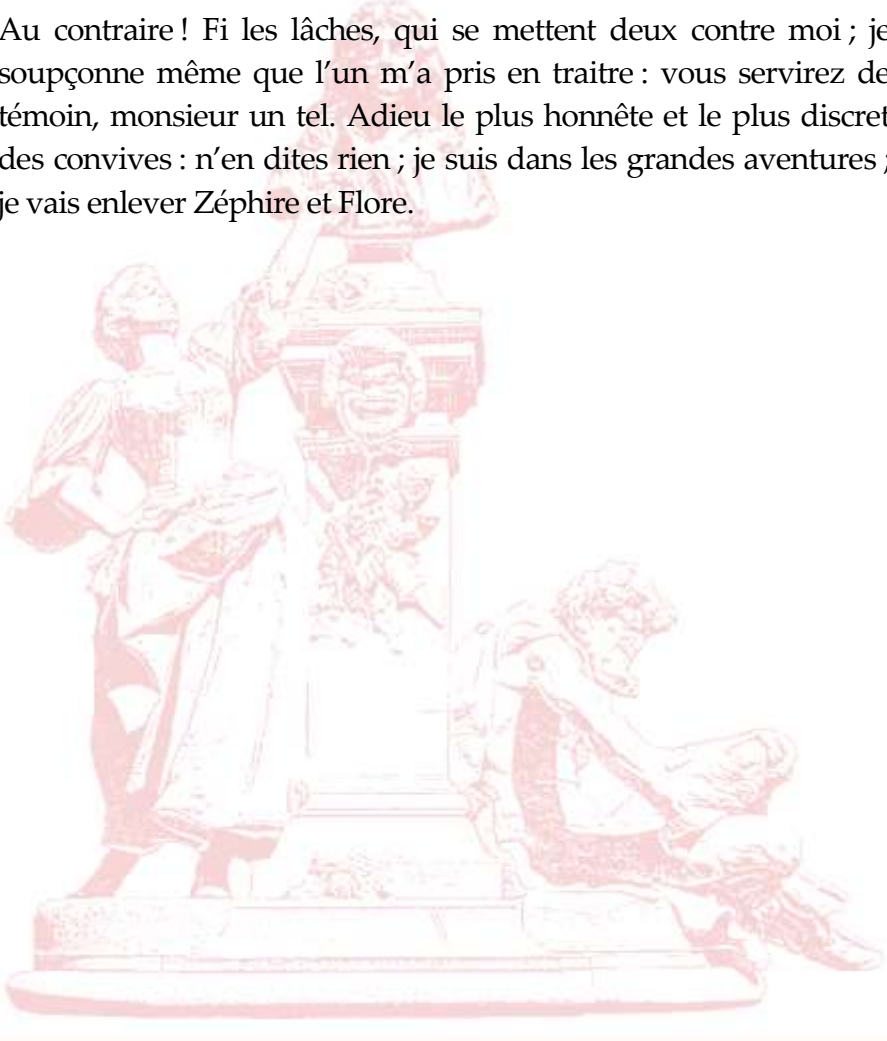 Au contraire ! Fi les lâches, qui se mettent deux contre moi ; je
soupçonne même que l’un m’a pris en traitre : vous servirez de
témoin, monsieur un tel. Adieu le plus honnête et le plus discret
des convives : n’en dites rien ; je suis dans les grandes aventures ;
je vais enlever Zéphire et Flore.